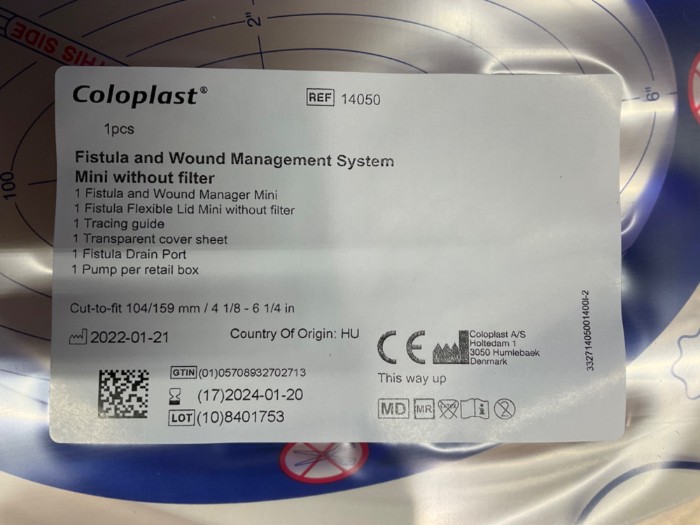 THIS SIDE
2"
6"
100
Coloplast®
REF 14050
1pcs
Fistula and Wound Management System
Mini without filter
1 Fistula and Wound Manager Mini
1 Fistula Flexible Lid Mini without filter
1 Tracing guide
1 Transparent cover sheet
1 Fistula Drain Port
1 Pump per retail box
Cut-to-fit 104/159 mm / 4 1/8 - 6 1/4 in
2022-01-21
Country Of Origin: HU
CE
Coloplast A/S
Holtedam 1
3050 Humlebaek
Denmark
This way up
GTIN (01)05708932702713
(17)2024-01-20
LOT (10)8401753
MD MR